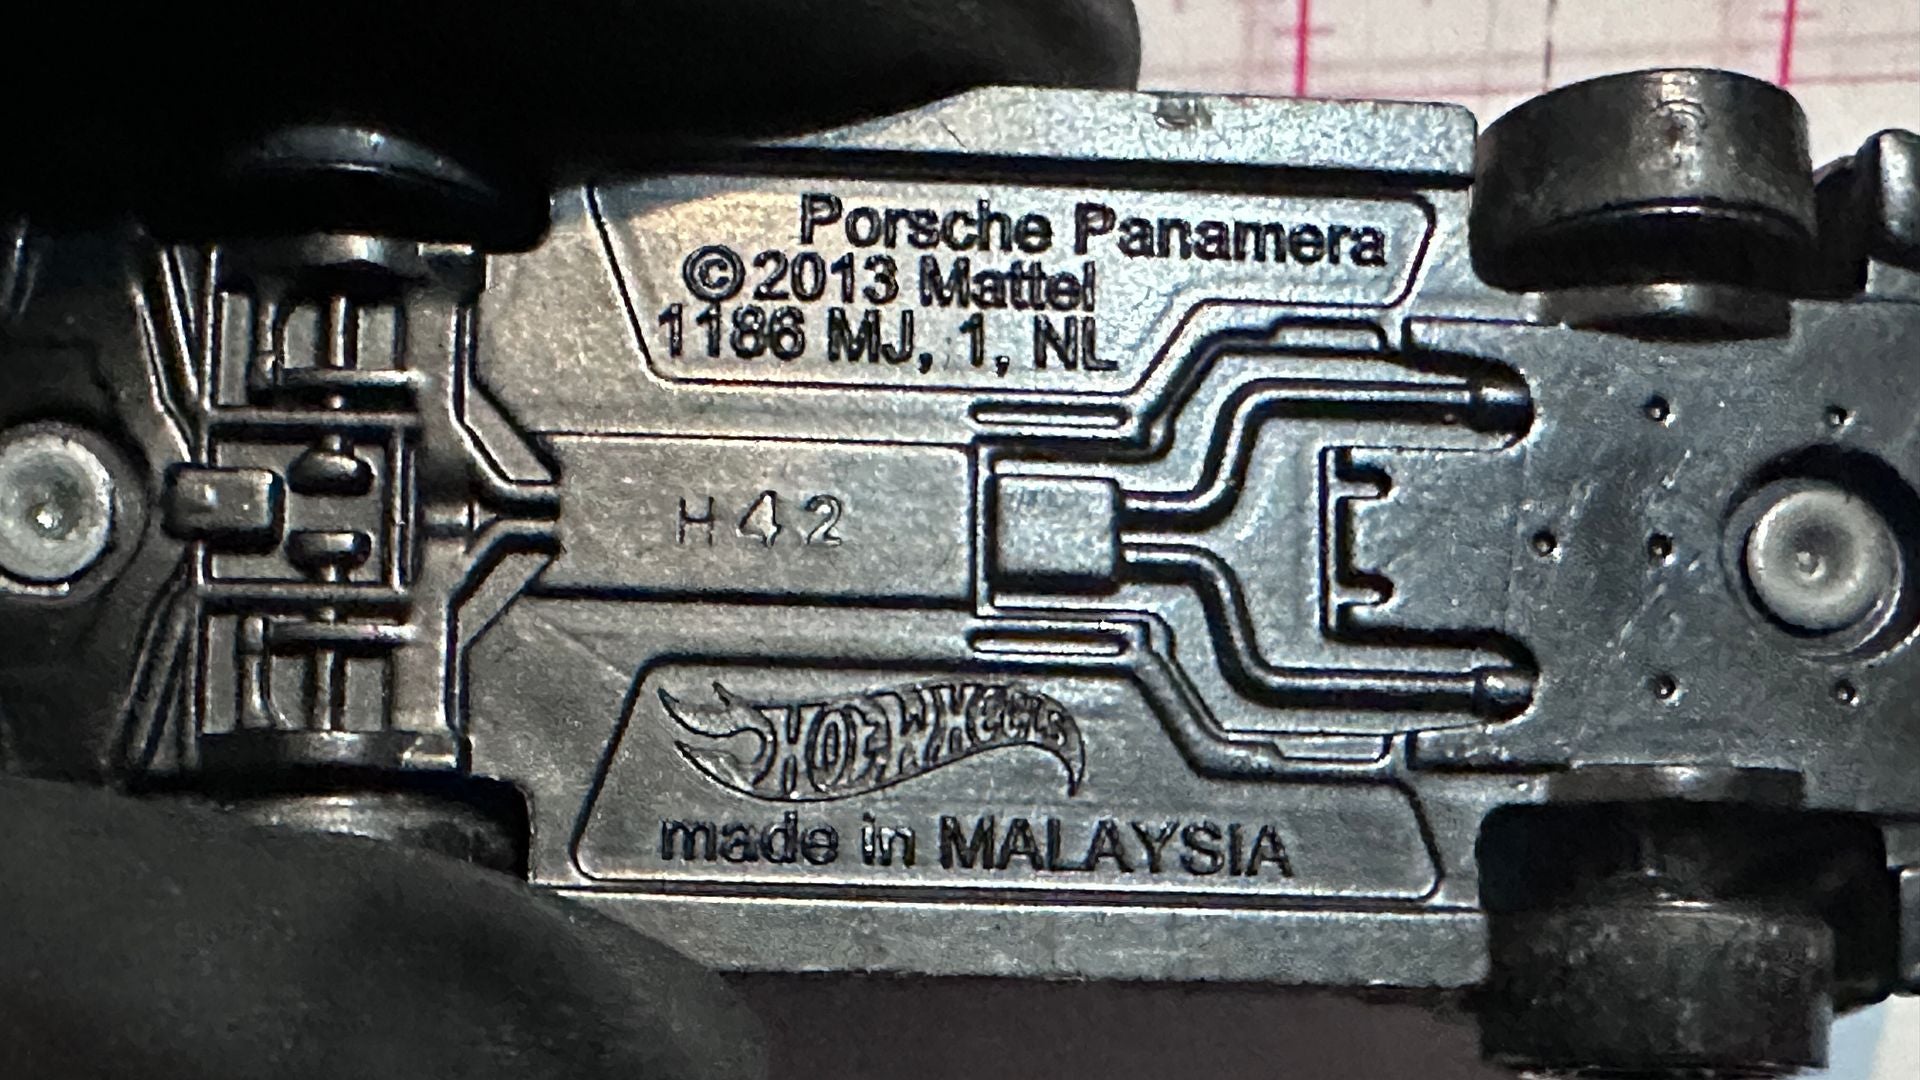 Porsche Panamera
©2013 Mattel
1186 MJ, 1, NL
H42
HOT WHEELS
made in MALAYSIA